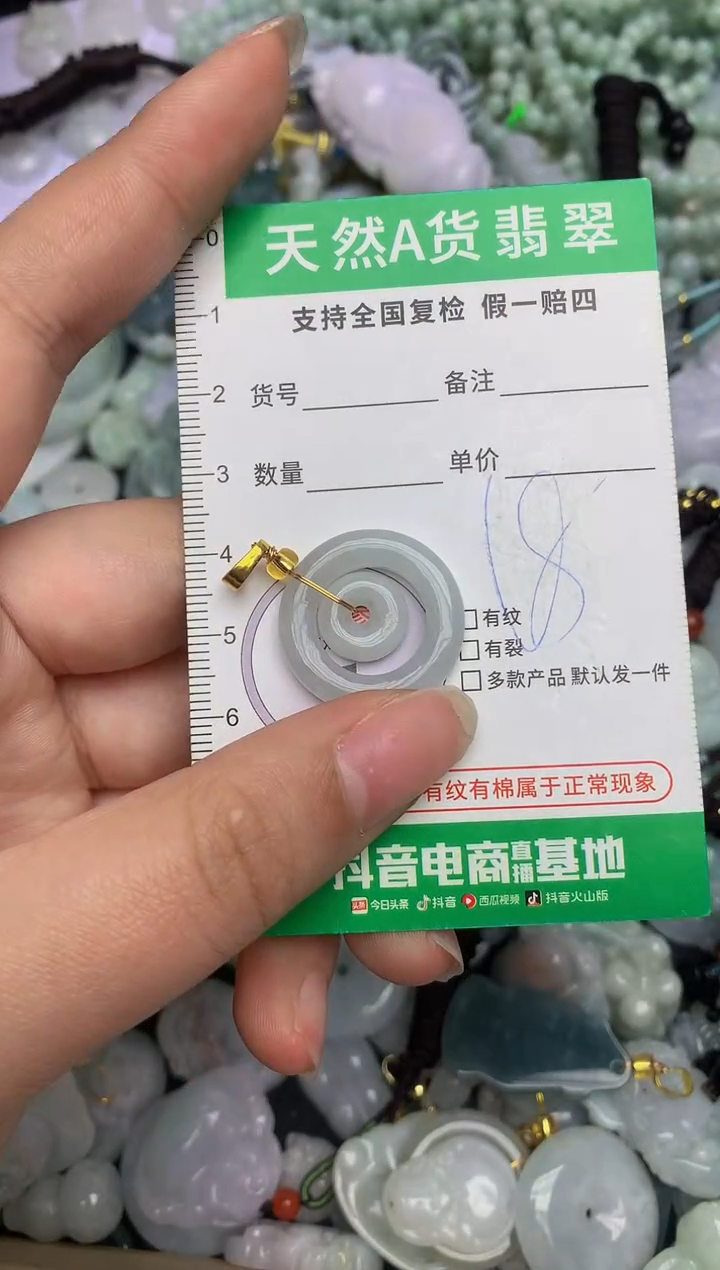 天然A货翡翠
支持全国复检 假一赔四
0
1
2
3
4
5
6
货号 备注
数量 单价
18
有纹
有裂
多款产品 默认发一件
有纹有棉属于正常现象
抖音电商直播基地
头条 今日头条 抖音 西瓜视频 抖音火山版